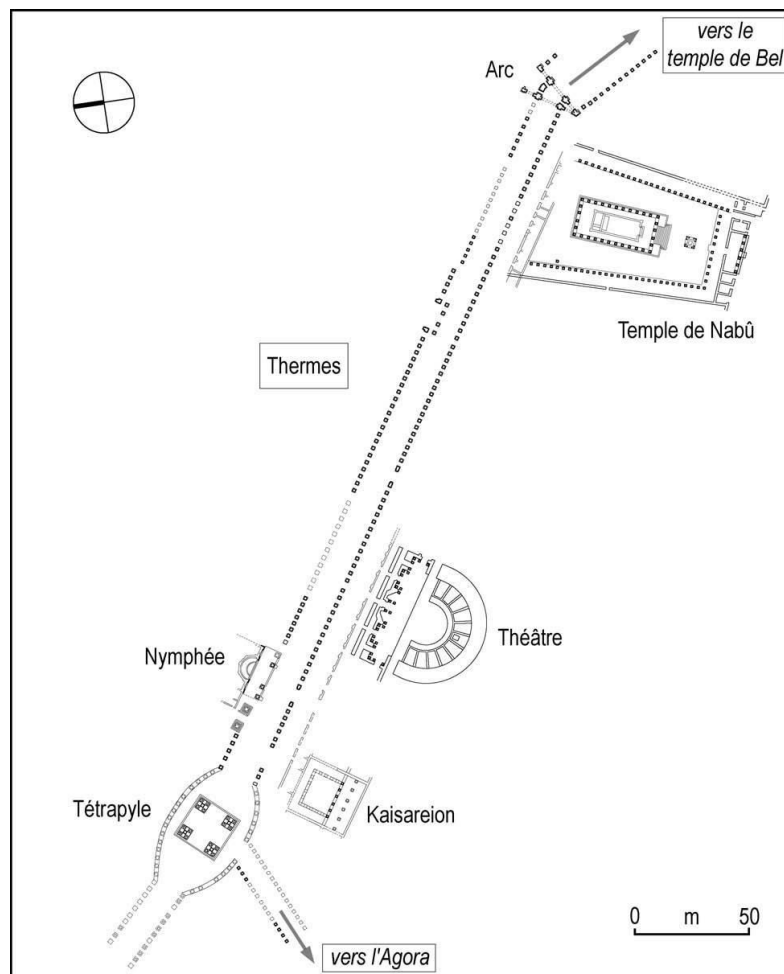 vers le
temple de Bel
Arc
Temple de Nabû
Thermes
Théâtre
Nymphée
Tétrapyle
Kaisareion
0 m 50
vers l'Agora